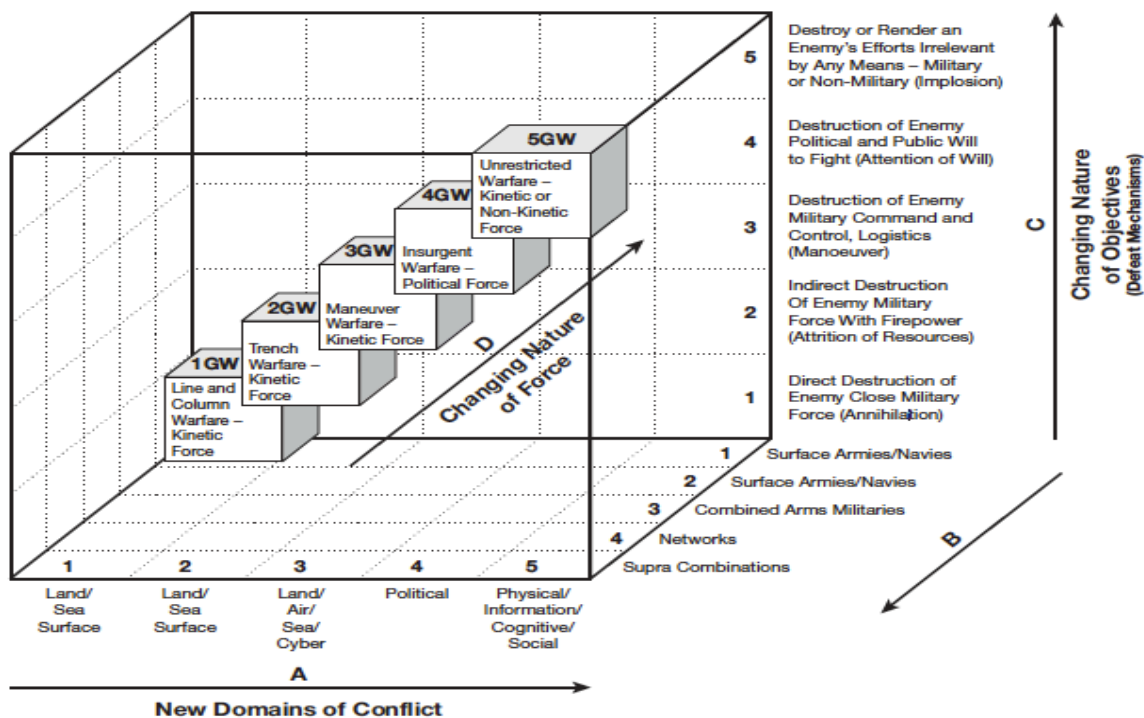 5
Destroy or Render an
Enemy's Efforts Irrelevant
by Any Means – Military
or Non-Military (Implosion)
4
Destruction of Enemy
Political and Public Will
to Fight (Attention of Will)
3
Destruction of Enemy
Military Command and
Control, Logistics
(Manoeuver)
2
Indirect Destruction
Of Enemy Military
Force With Firepower
(Attrition of Resources)
1
Direct Destruction of
Enemy Close Military
Force (Annihilation)
C
Changing Nature
of Objectives
(Defeat Mechanisms)
5GW
Unrestricted
Warfare –
Kinetic or
Non-Kinetic
Force
4GW
Insurgent
Warfare –
Political Force
3GW
Maneuver
Warfare –
Kinetic Force
2GW
Trench
Warfare –
Kinetic
Force
1GW
Line and
Column
Warfare –
Kinetic
Force
D
Changing Nature
of Force
1 Surface Armies/Navies
2 Surface Armies/Navies
3 Combined Arms Militaries
4 Networks
Supra Combinations
B
1
Land/
Sea
Surface
2
Land/
Sea
Surface
3
Land/
Air/
Sea/
Cyber
4
Political
5
Physical/
Information/
Cognitive/
Social
A
New Domains of Conflict